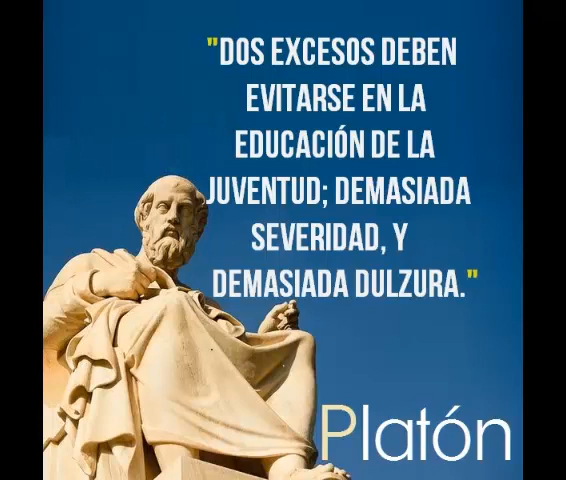 "DOS EXCESOS DEBEN
EVITARSE EN LA
EDUCACIÓN DE LA
JUVENTUD; DEMASIADA
SEVERIDAD, Y
DEMASIADA DULZURA."
Platón